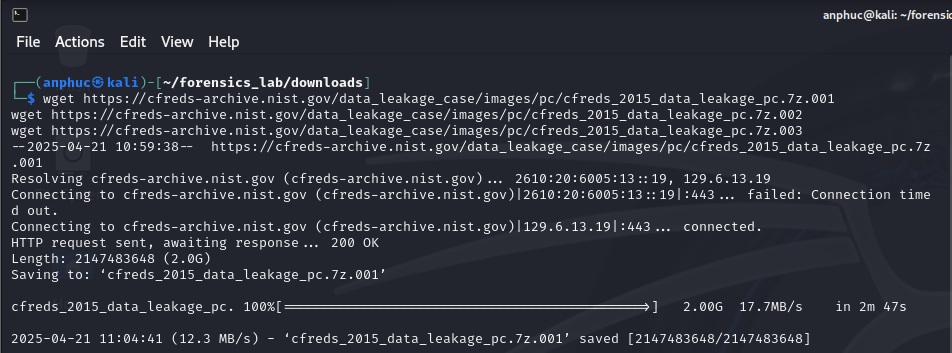 anphuc@kali: ~/forensics
File Actions Edit View Help
┌──(anphuc㉿kali)-[~/forensics_lab/downloads]
└─$ wget https://cfreds-archive.nist.gov/data_leakage_case/images/pc/cfreds_2015_data_leakage_pc.7z.001
wget https://cfreds-archive.nist.gov/data_leakage_case/images/pc/cfreds_2015_data_leakage_pc.7z.002
wget https://cfreds-archive.nist.gov/data_leakage_case/images/pc/cfreds_2015_data_leakage_pc.7z.003
--2025-04-21 10:59:38--  https://cfreds-archive.nist.gov/data_leakage_case/images/pc/cfreds_2015_data_leakage_pc.7z
.001
Resolving cfreds-archive.nist.gov (cfreds-archive.nist.gov)... 2610:20:6005:13::19, 129.6.13.19
Connecting to cfreds-archive.nist.gov (cfreds-archive.nist.gov)|2610:20:6005:13::19|:443... failed: Connection time
d out.
Connecting to cfreds-archive.nist.gov (cfreds-archive.nist.gov)|129.6.13.19|:443... connected.
HTTP request sent, awaiting response... 200 OK
Length: 2147483648 (2.0G)
Saving to: ‘cfreds_2015_data_leakage_pc.7z.001’
cfreds_2015_data_leakage_pc. 100%[===========================================>]   2.00G  17.7MB/s    in 2m 47s
2025-04-21 11:04:41 (12.3 MB/s) - ‘cfreds_2015_data_leakage_pc.7z.001’ saved [2147483648/2147483648]